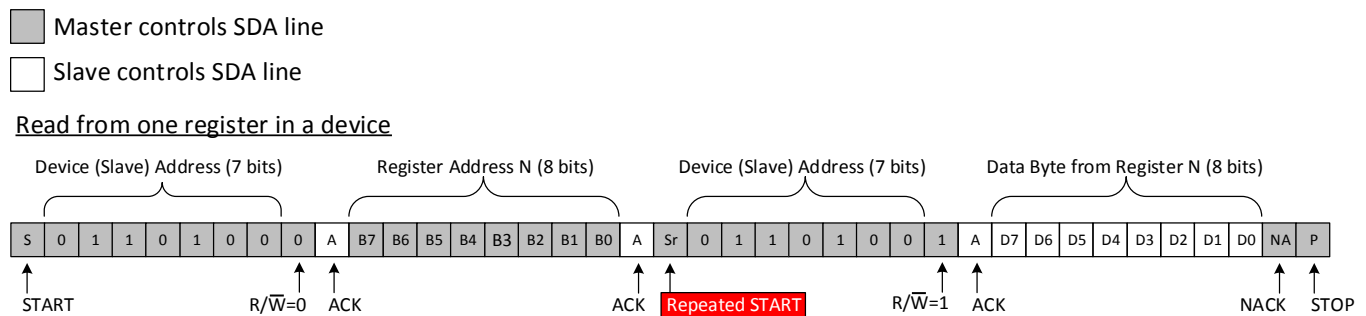 Master controls SDA line
Slave controls SDA line
Read from one register in a device
Device (Slave) Address (7 bits) Register Address N (8 bits) Device (Slave) Address (7 bits) Data Byte from Register N (8 bits)
S 0 1 1 0 1 0 0 0 A B7 B6 B5 B4 B3 B2 B1 B0 A Sr 0 1 1 0 1 0 0 1 A D7 D6 D5 D4 D3 D2 D1 D0 NA P
START R/W̅=0 ACK ACK Repeated START R/W̅=1 ACK NACK STOP